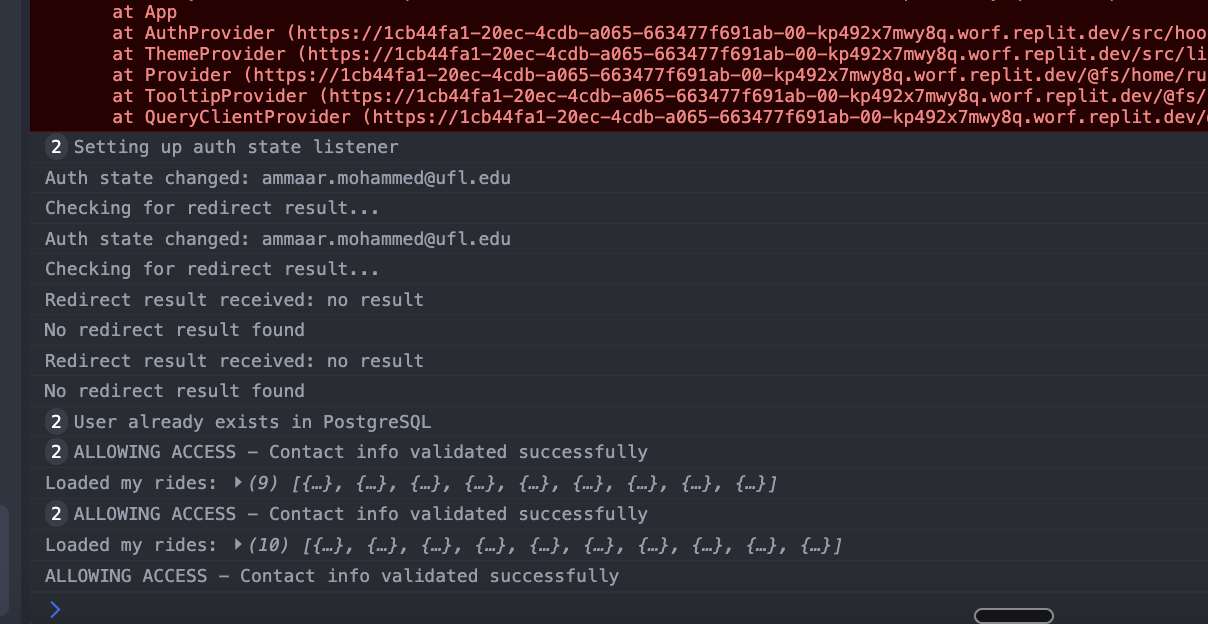 at App
at AuthProvider (https://1cb44fa1-20ec-4cdb-a065-663477f691ab-00-kp492x7mwy8q.worf.replit.dev/src/hoo
at ThemeProvider (https://1cb44fa1-20ec-4cdb-a065-663477f691ab-00-kp492x7mwy8q.worf.replit.dev/src/li
at Provider (https://1cb44fa1-20ec-4cdb-a065-663477f691ab-00-kp492x7mwy8q.worf.replit.dev/@fs/home/ru
at TooltipProvider (https://1cb44fa1-20ec-4cdb-a065-663477f691ab-00-kp492x7mwy8q.worf.replit.dev/@fs/
at QueryClientProvider (https://1cb44fa1-20ec-4cdb-a065-663477f691ab-00-kp492x7mwy8q.worf.replit.dev/
2 Setting up auth state listener
Auth state changed: ammaar.mohammed@ufl.edu
Checking for redirect result...
Auth state changed: ammaar.mohammed@ufl.edu
Checking for redirect result...
Redirect result received: no result
No redirect result found
Redirect result received: no result
No redirect result found
2 User already exists in PostgreSQL
2 ALLOWING ACCESS – Contact info validated successfully
Loaded my rides: (9) [{…}, {…}, {…}, {…}, {…}, {…}, {…}, {…}, {…}]
2 ALLOWING ACCESS – Contact info validated successfully
Loaded my rides: (10) [{…}, {…}, {…}, {…}, {…}, {…}, {…}, {…}, {…}, {…}]
ALLOWING ACCESS – Contact info validated successfully